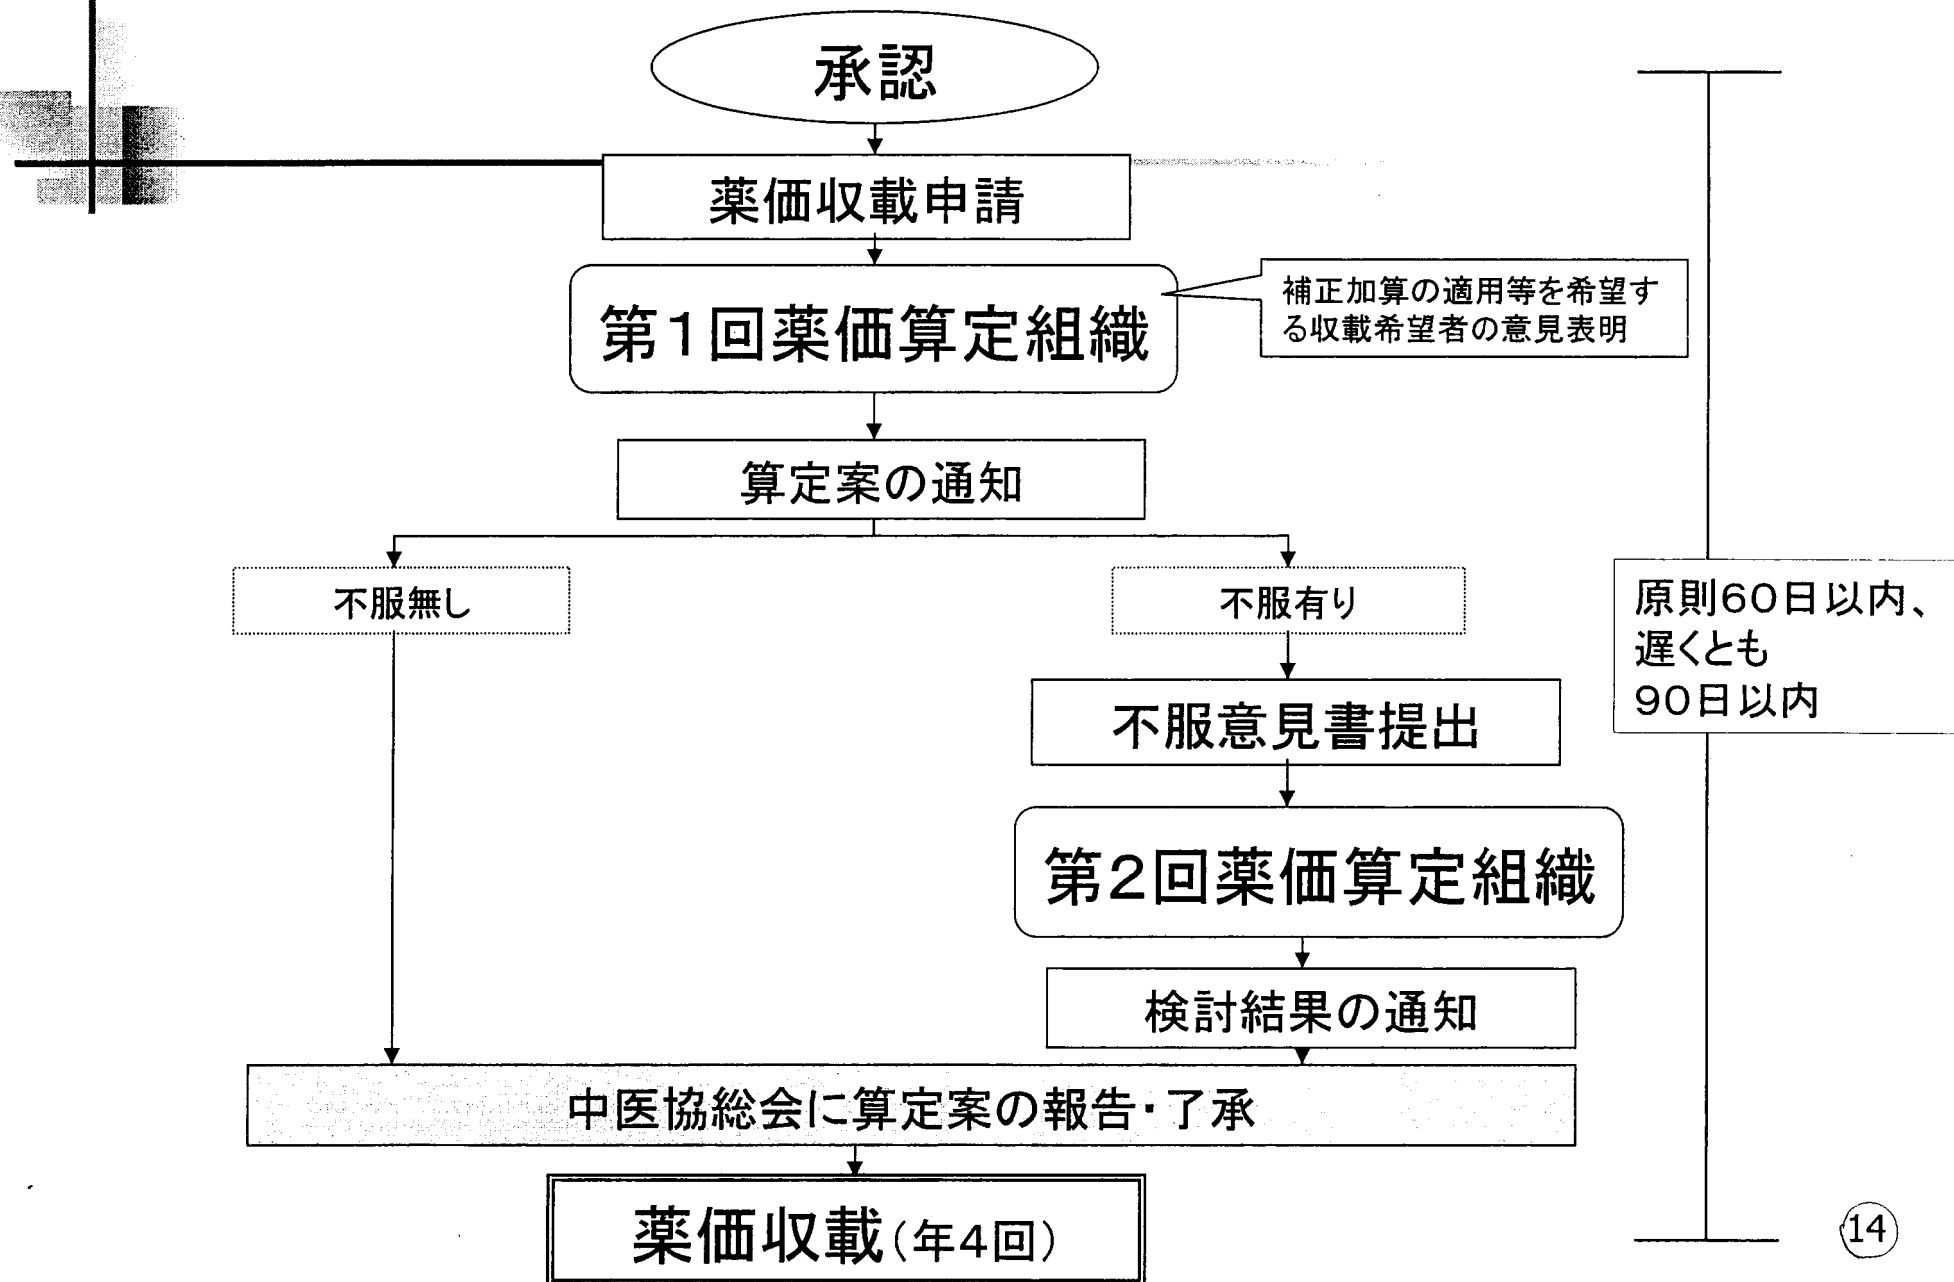 承認
薬価収載申請
第1回薬価算定組織
補正加算の適用等を希望す
る収載希望者の意見表明
算定案の通知
不服無し
不服有り
原則60日以内、
遅くとも
90日以内
不服意見書提出
第2回薬価算定組織
検討結果の通知
中医協総会に算定案の報告・了承
薬価収載(年4回)
14